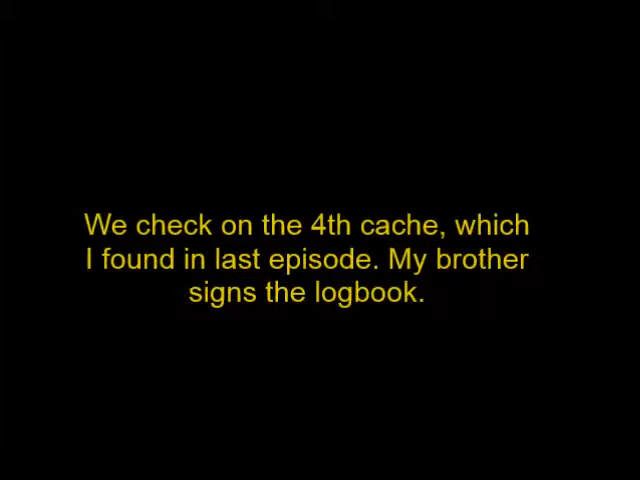 We check on the 4th cache, which
I found in last episode. My brother
signs the logbook.